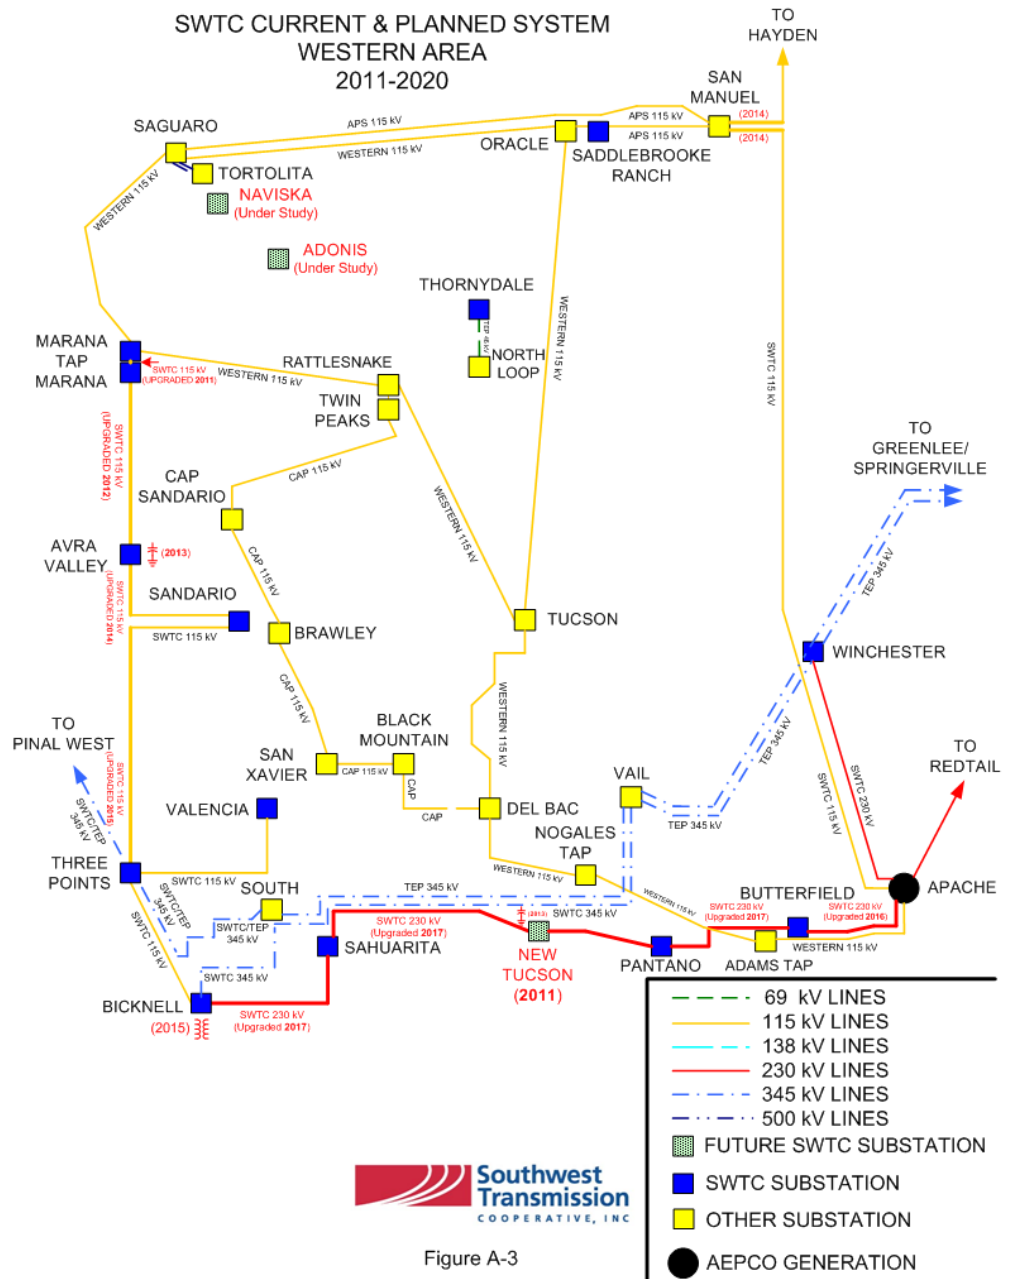 SWTC CURRENT & PLANNED SYSTEM
WESTERN AREA
2011-2020
TO
HAYDEN
SAN
MANUEL
(2014)
(2014)
SAGUARO
APS 115 kV
APS 115 kV
WESTERN 115 kV
ORACLE
SADDLEBROOKE
RANCH
TORTOLITA
NAVISKA
(Under Study)
WESTERN 115 kV
ADONIS
(Under Study)
THORNYDALE
TEP 46 kV
NORTH
LOOP
WESTERN 115 kV
SWTC 115 kV
MARANA
TAP
MARANA
SWTC 115 kV
(UPGRADED 2011)
WESTERN 115 kV
RATTLESNAKE
TWIN
PEAKS
SWTC 115 kV
(UPGRADED 2012)
CAP 115 kV
CAP
SANDARIO
WESTERN 115 kV
TO
GREENLEE/
SPRINGERVILLE
AVRA
VALLEY
(2013)
CAP 115 kV
TEP 345 kV
SWTC 115 kV
(UPGRADED 2014)
SANDARIO
SWTC 115 kV
BRAWLEY
TUCSON
WINCHESTER
CAP 115 kV
WESTERN 115 kV
TEP 345 kV
TO
PINAL WEST
SWTC 115 kV
(UPGRADED 2015)
SAN
XAVIER
BLACK
MOUNTAIN
CAP 115 kV
CAP
CAP
DEL BAC
VAIL
TEP 345 kV
SWTC 115 kV
SWTC 230 kV
TO
REDTAIL
VALENCIA
SWTC/TEP
345 kV
NOGALES
TAP
WESTERN 115 kV
THREE
POINTS
SWTC 115 kV
SOUTH
TEP 345 kV
WESTERN 115 kV
BUTTERFIELD
APACHE
SWTC/TEP
345 kV
SWTC/TEP
345 kV
SWTC 115 kV
SWTC 230 kV
(Upgraded 2017)
(2013)
SWTC 345 kV
SWTC 230 kV
(Upgraded 2017)
SWTC 230 kV
(Upgraded 2016)
SAHUARITA
NEW
TUCSON
(2011)
PANTANO
ADAMS TAP
WESTERN 115 kV
SWTC 345 kV
BICKNELL
(2015)
SWTC 230 kV
(Upgraded 2017)
69 kV LINES
115 kV LINES
138 kV LINES
230 kV LINES
345 kV LINES
500 kV LINES
FUTURE SWTC SUBSTATION
SWTC SUBSTATION
OTHER SUBSTATION
AEPCO GENERATION
Southwest
Transmission
COOPERATIVE, INC
Figure A-3